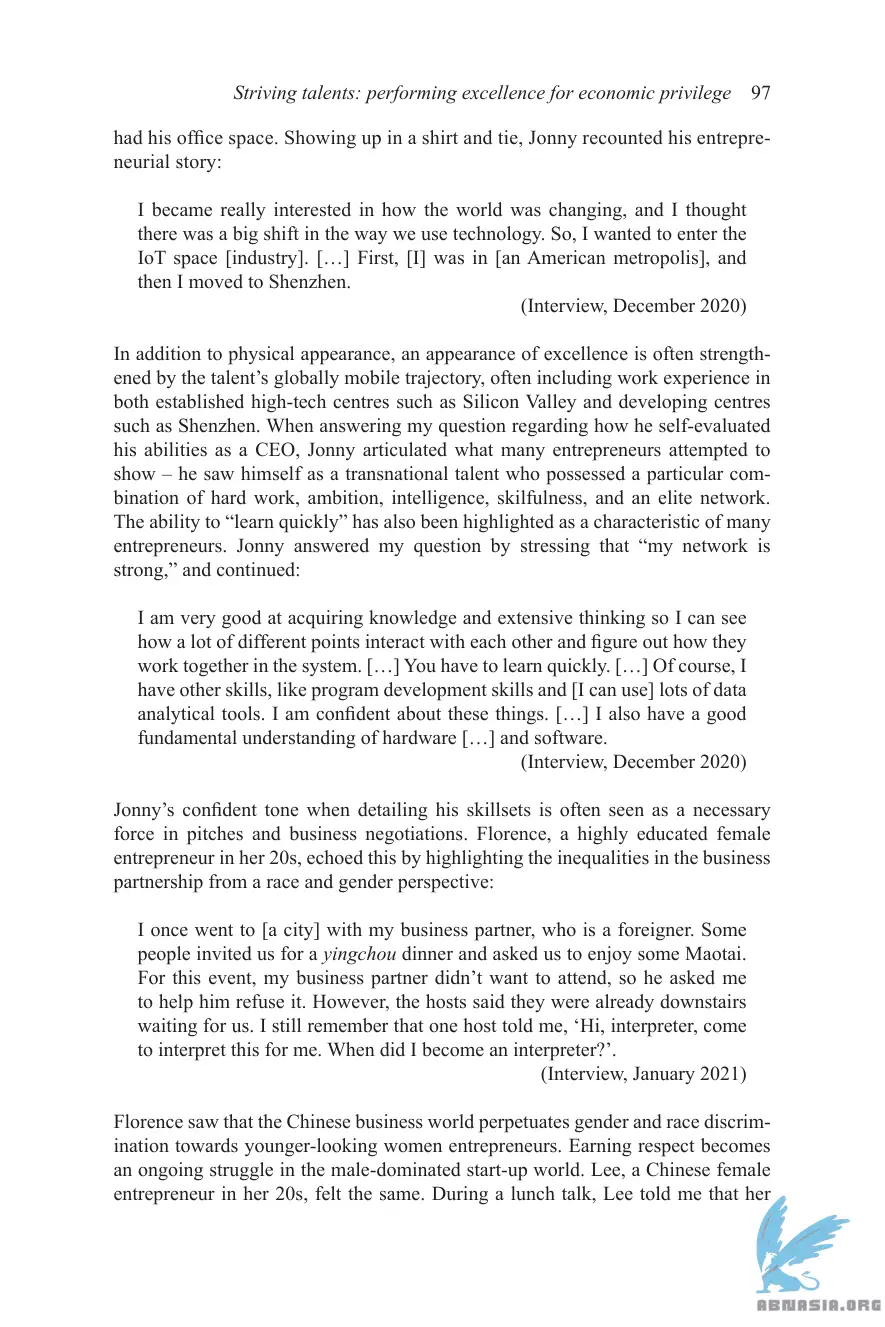 Striving talents: performing excellence for economic privilege 97
had his office space. Showing up in a shirt and tie, Jonny recounted his entrepre-
neurial story:
I became really interested in how the world was changing, and I thought
there was a big shift in the way we use technology. So, I wanted to enter the
IoT space [industry]. […] First, [I] was in [an American metropolis], and
then I moved to Shenzhen.
(Interview, December 2020)
In addition to physical appearance, an appearance of excellence is often strength-
ened by the talent’s globally mobile trajectory, often including work experience in
both established high-tech centres such as Silicon Valley and developing centres
such as Shenzhen. When answering my question regarding how he self-evaluated
his abilities as a CEO, Jonny articulated what many entrepreneurs attempted to
show – he saw himself as a transnational talent who possessed a particular com-
bination of hard work, ambition, intelligence, skilfulness, and an elite network.
The ability to “learn quickly” has also been highlighted as a characteristic of many
entrepreneurs. Jonny answered my question by stressing that “my network is
strong,” and continued:
I am very good at acquiring knowledge and extensive thinking so I can see
how a lot of different points interact with each other and figure out how they
work together in the system. […] You have to learn quickly. […] Of course, I
have other skills, like program development skills and [I can use] lots of data
analytical tools. I am confident about these things. […] I also have a good
fundamental understanding of hardware […] and software.
(Interview, December 2020)
Jonny’s confident tone when detailing his skillsets is often seen as a necessary
force in pitches and business negotiations. Florence, a highly educated female
entrepreneur in her 20s, echoed this by highlighting the inequalities in the business
partnership from a race and gender perspective:
I once went to [a city] with my business partner, who is a foreigner. Some
people invited us for a yingchou dinner and asked us to enjoy some Maotai.
For this event, my business partner didn’t want to attend, so he asked me
to help him refuse it. However, the hosts said they were already downstairs
waiting for us. I still remember that one host told me, ‘Hi, interpreter, come
to interpret this for me. When did I become an interpreter?’.
(Interview, January 2021)
Florence saw that the Chinese business world perpetuates gender and race discrim-
ination towards younger-looking women entrepreneurs. Earning respect becomes
an ongoing struggle in the male-dominated start-up world. Lee, a Chinese female
entrepreneur in her 20s, felt the same. During a lunch talk, Lee told me that her
ABNASIA.ORG